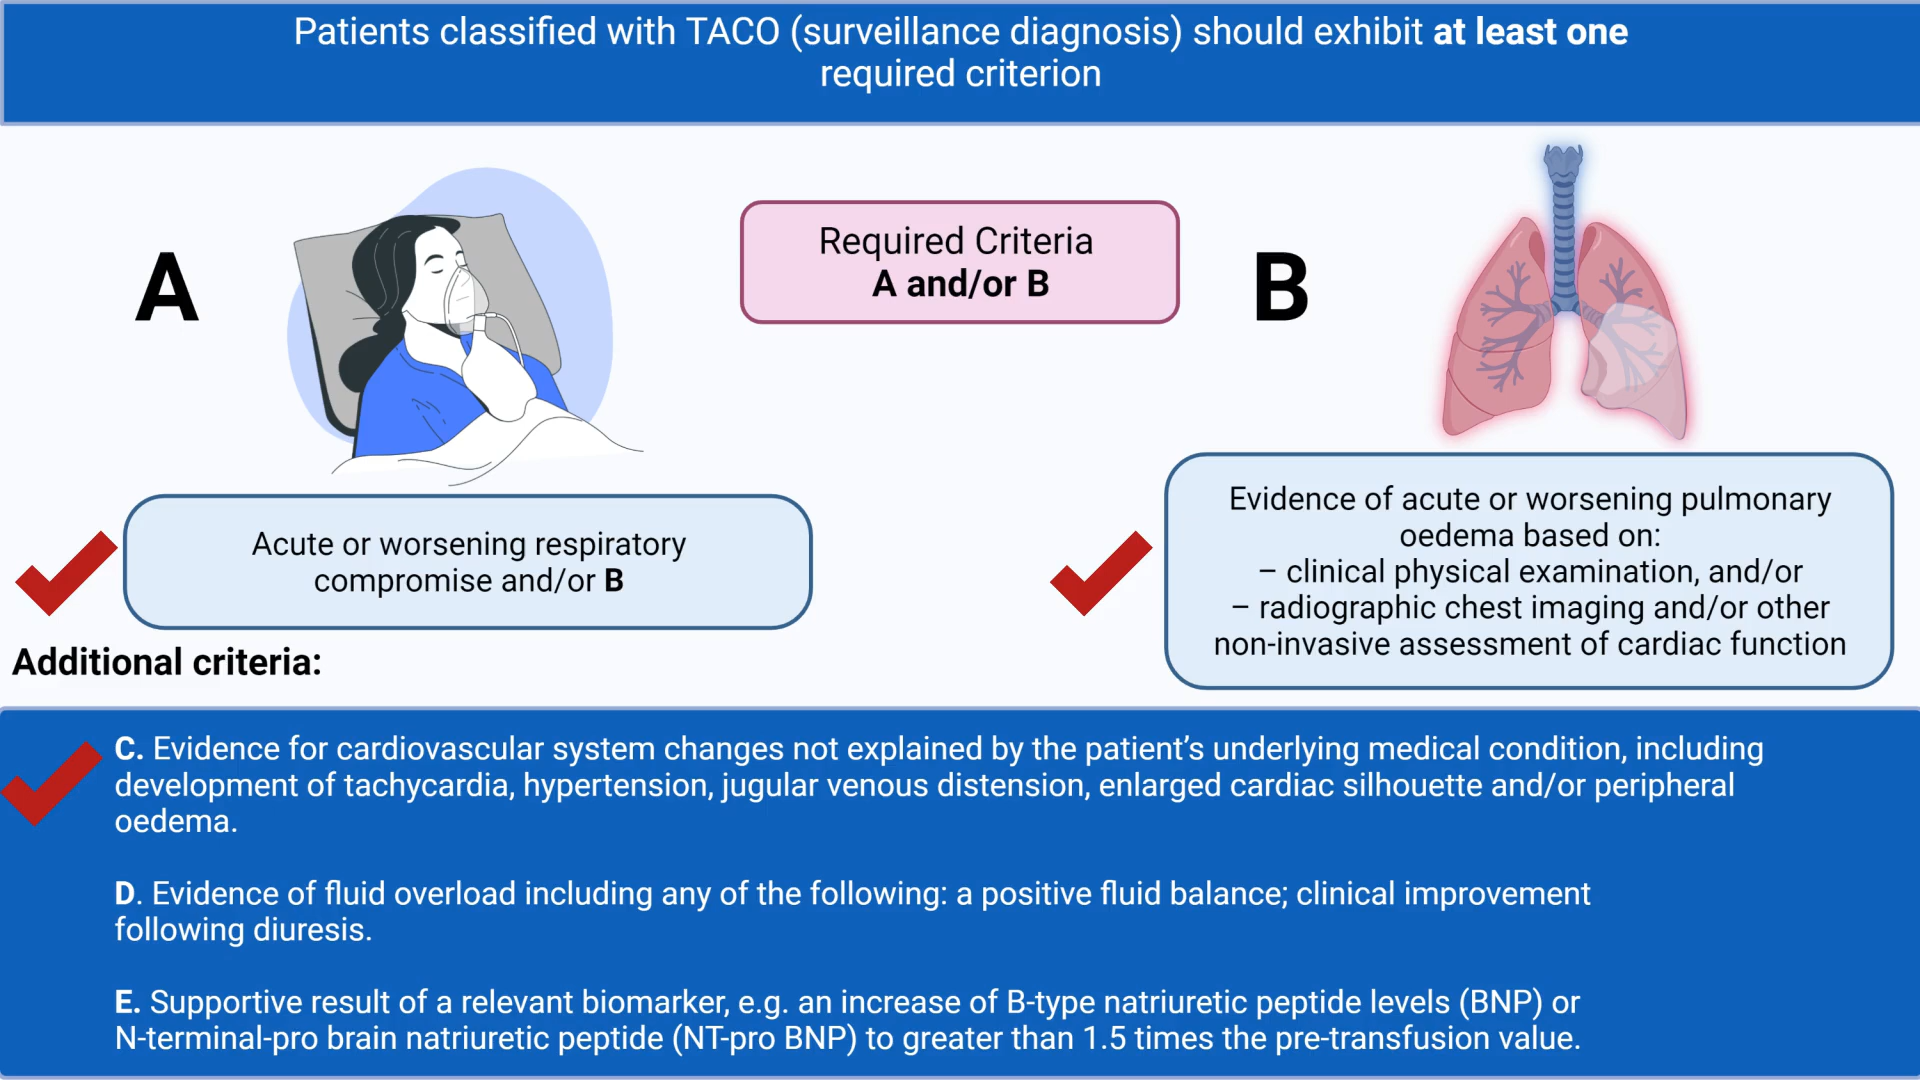 Patients classified with TACO (surveillance diagnosis) should exhibit at least one
required criterion
A
Required Criteria
A and/or B
B
Acute or worsening respiratory
compromise and/or B
Evidence of acute or worsening pulmonary
oedema based on:
– clinical physical examination, and/or
– radiographic chest imaging and/or other
non-invasive assessment of cardiac function
Additional criteria:
C. Evidence for cardiovascular system changes not explained by the patient’s underlying medical condition, including
development of tachycardia, hypertension, jugular venous distension, enlarged cardiac silhouette and/or peripheral
oedema.
D. Evidence of fluid overload including any of the following: a positive fluid balance; clinical improvement
following diuresis.
E. Supportive result of a relevant biomarker, e.g. an increase of B-type natriuretic peptide levels (BNP) or
N-terminal-pro brain natriuretic peptide (NT-pro BNP) to greater than 1.5 times the pre-transfusion value.